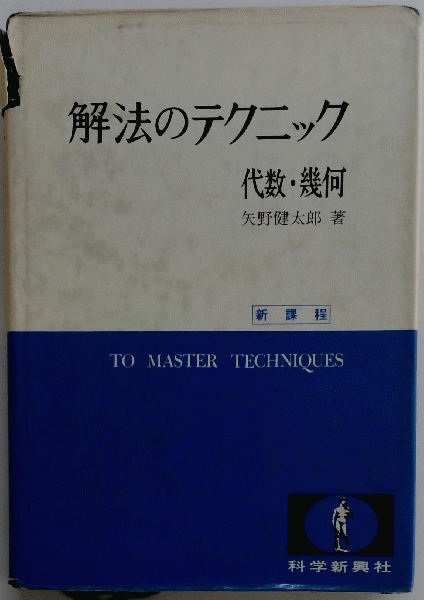 解法のテクニック
代数・幾何
矢野健太郎 著
新課程
TO MASTER TECHNIQUES
科学新興社